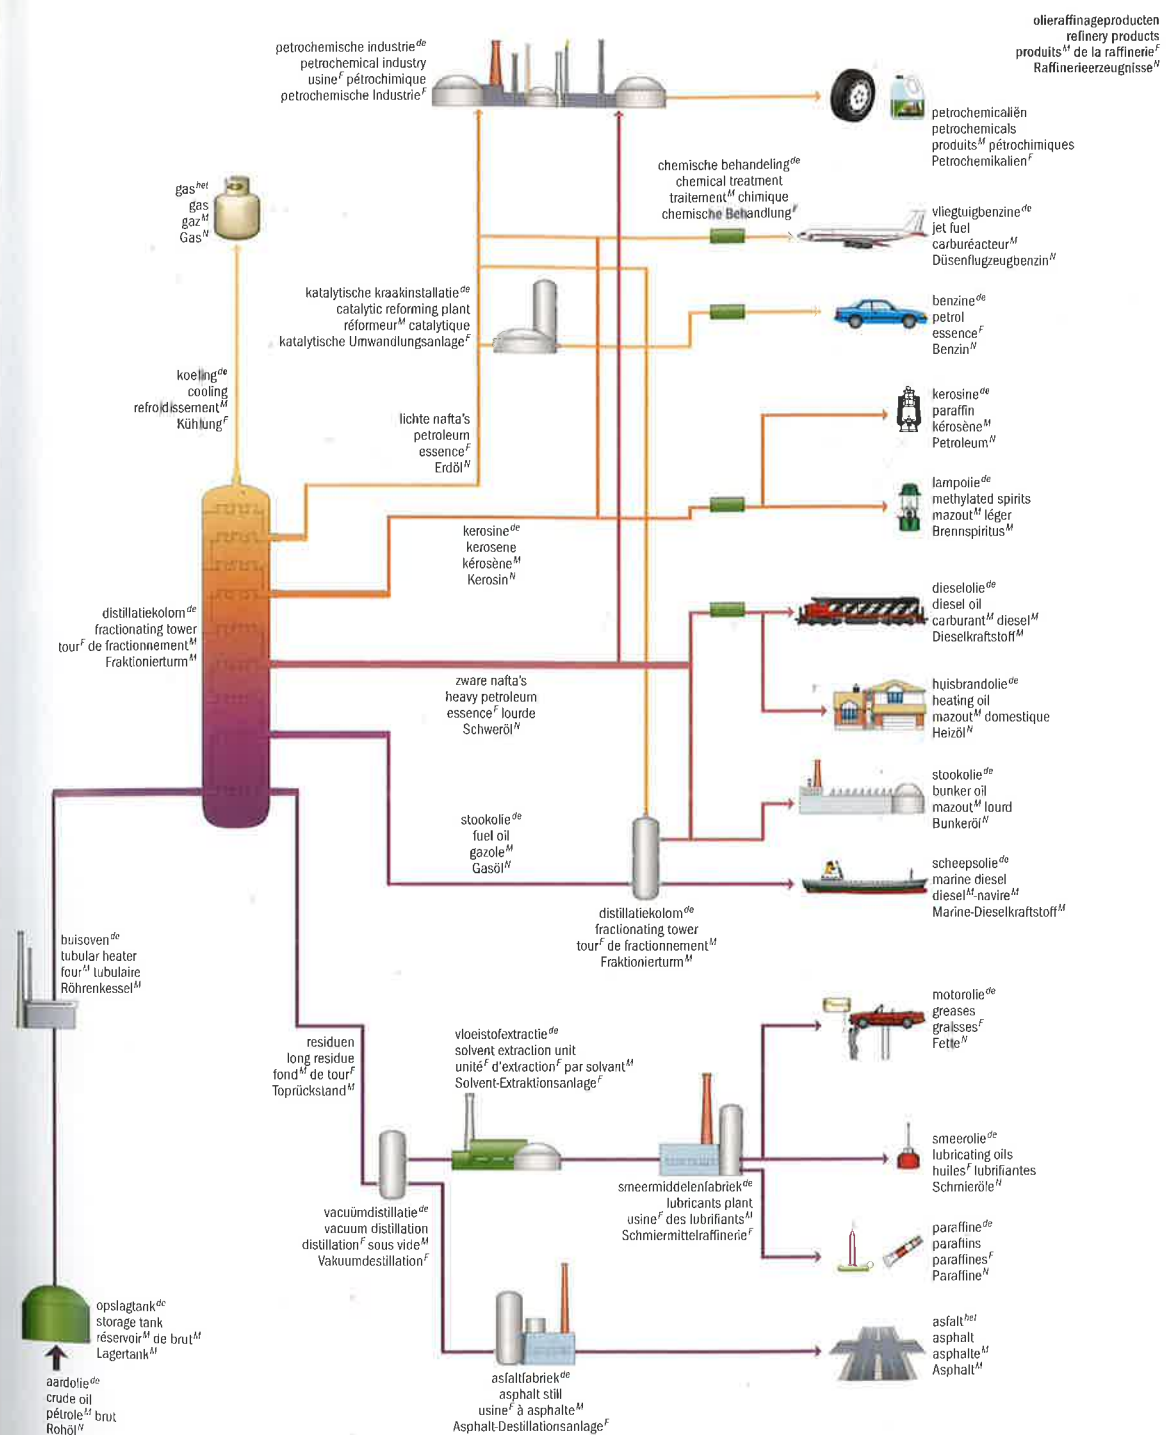 olieraffinageproducten
refinery products
produits^M de la raffinerie^F
Raffinerieerzeugnisse^N
petrochemische industrie^de
petrochemical industry
usine^F pétrochimique
petrochemische Industrie^F
petrochemicaliën
petrochemicals
produits^M pétrochimiques
Petrochemikalien^F
chemische behandeling^de
chemical treatment
traitement^M chimique
chemische Behandlung^F
gas^het
gas
gaz^M
Gas^N
vliegtuigbenzine^de
jet fuel
carburéacteur^M
Düsenflugzeugbenzin^N
katalytische kraakinstallatie^de
catalytic reforming plant
réformeur^M catalytique
katalytische Umwandlungsanlage^F
benzine^de
petrol
essence^F
Benzin^N
koeling^de
cooling
refroidissement^M
Kühlung^F
kerosine^de
paraffin
kérosène^M
Petroleum^N
lichte nafta's
petroleum
essence^F
Erdöl^N
lampolie^de
methylated spirits
mazout^M léger
Brennspiritus^M
kerosine^de
kerosene
kérosène^M
Kerosin^N
distillatiekolom^de
fractionating tower
tour^F de fractionnement^M
Fraktionierturm^M
dieselolie^de
diesel oil
carburant^M diesel^M
Dieselkraftstoff^M
zware nafta's
heavy petroleum
essence^F lourde
Schweröl^N
huisbrandolie^de
heating oil
mazout^M domestique
Heizöl^N
stookolie^de
bunker oil
mazout^M lourd
Bunkeröl^N
stookolie^de
fuel oil
gazole^M
Gasöl^N
scheepsolie^de
marine diesel
diesel^M-navire^M
Marine-Dieselkraftstoff^M
distillatiekolom^de
fractionating tower
tour^F de fractionnement^M
Fraktionierturm^M
buisoven^de
tubular heater
four^M tubulaire
Röhrenkessel^M
motorolie^de
greases
graisses^F
Fette^N
residuen
long residue
fond^M de tour^F
Toprückstand^M
vloeistofextractie^de
solvent extraction unit
unité^F d'extraction^F par solvant^M
Solvent-Extraktionsanlage^F
smeerolie^de
lubricating oils
huiles^F lubrifiantes
Schmieröle^N
smeermiddelenfabriek^de
lubricants plant
usine^F des lubrifiants^M
Schmiermittelraffinerie^F
vacuümdistillatie^de
vacuum distillation
distillation^F sous vide^M
Vakuumdestillation^F
paraffine^de
paraffins
paraffines^F
Paraffine^N
opslagtank^de
storage tank
réservoir^M de brut^M
Lagertank^M
asfalt^het
asphalt
asphalte^M
Asphalt^M
aardolie^de
crude oil
pétrole^M brut
Rohöl^N
asfaltfabriek^de
asphalt still
usine^F à asphalte^M
Asphalt-Destillationsanlage^F